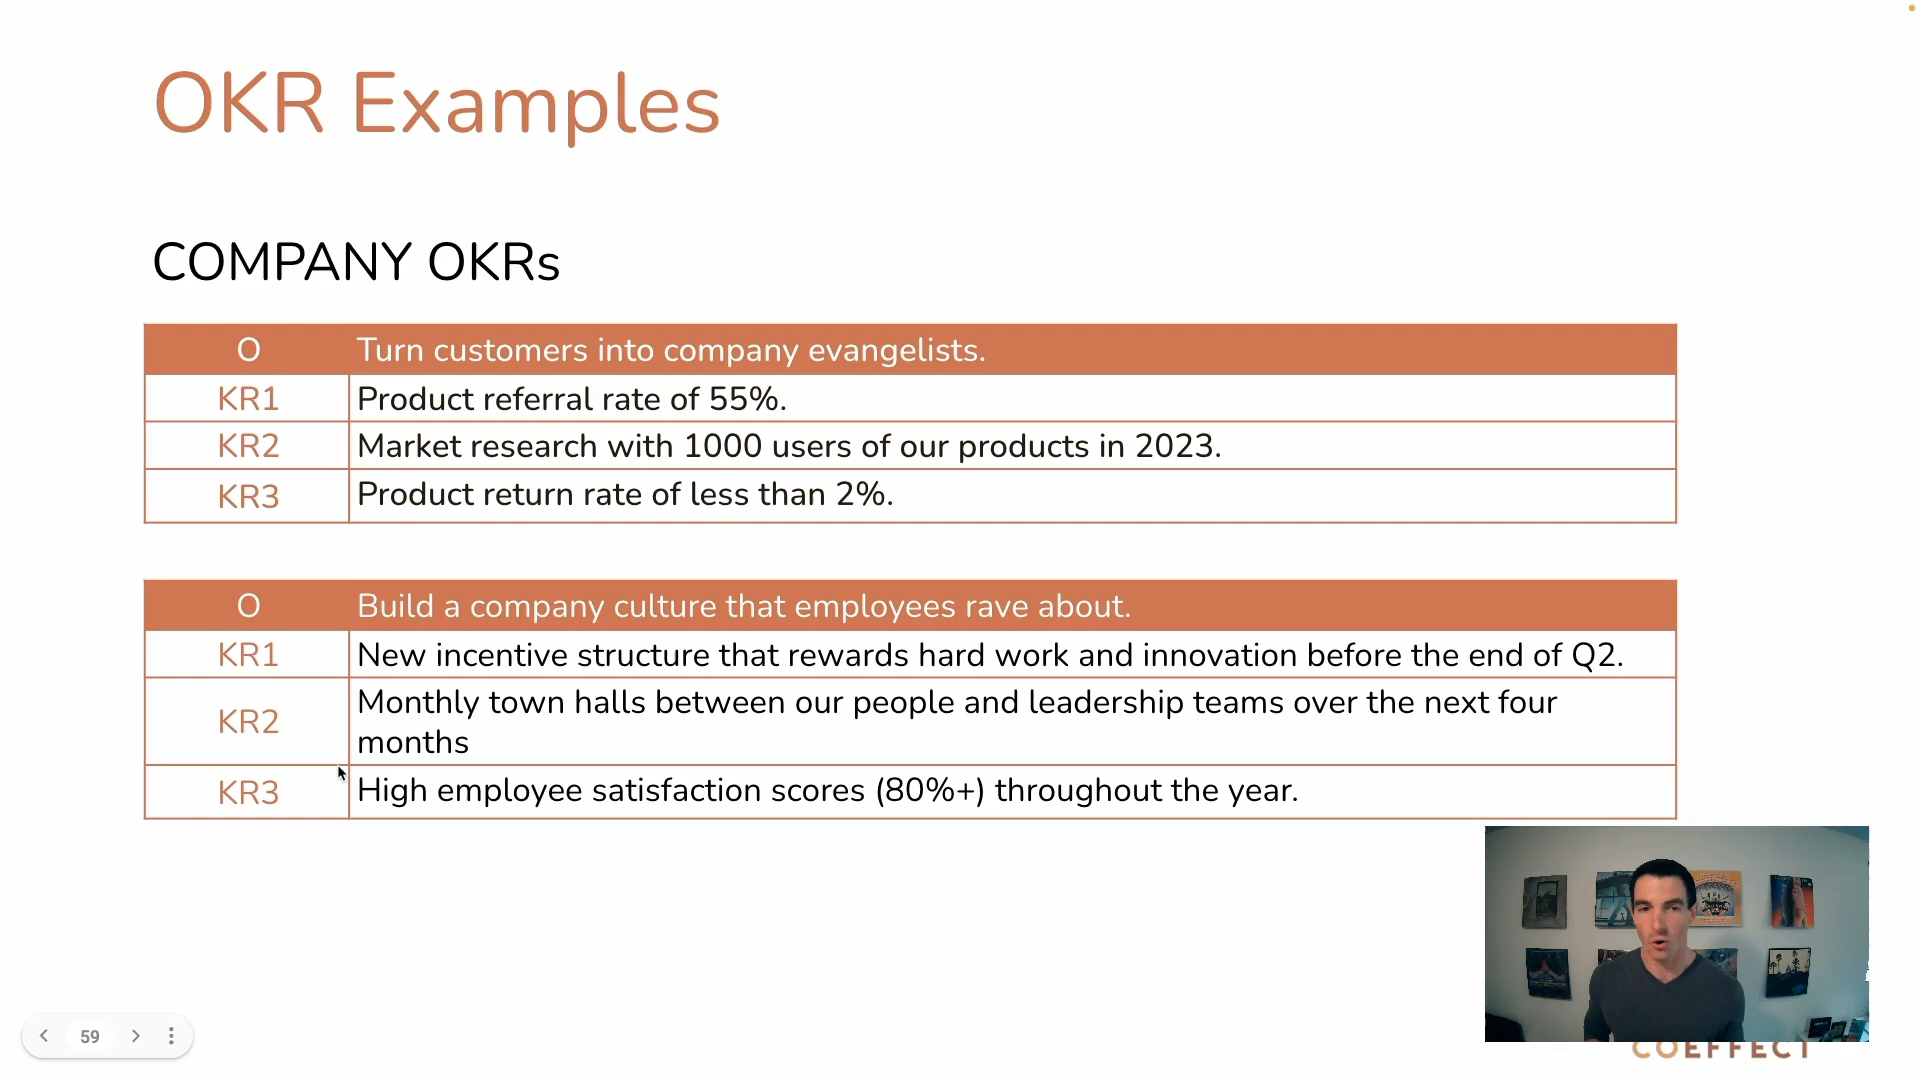 OKR Examples
COMPANY OKRs
O Turn customers into company evangelists.
KR1 Product referral rate of 55%.
KR2 Market research with 1000 users of our products in 2023.
KR3 Product return rate of less than 2%.
O Build a company culture that employees rave about.
KR1 New incentive structure that rewards hard work and innovation before the end of Q2.
KR2 Monthly town halls between our people and leadership teams over the next four
months
KR3 High employee satisfaction scores (80%+) throughout the year.
59
COEFFECT